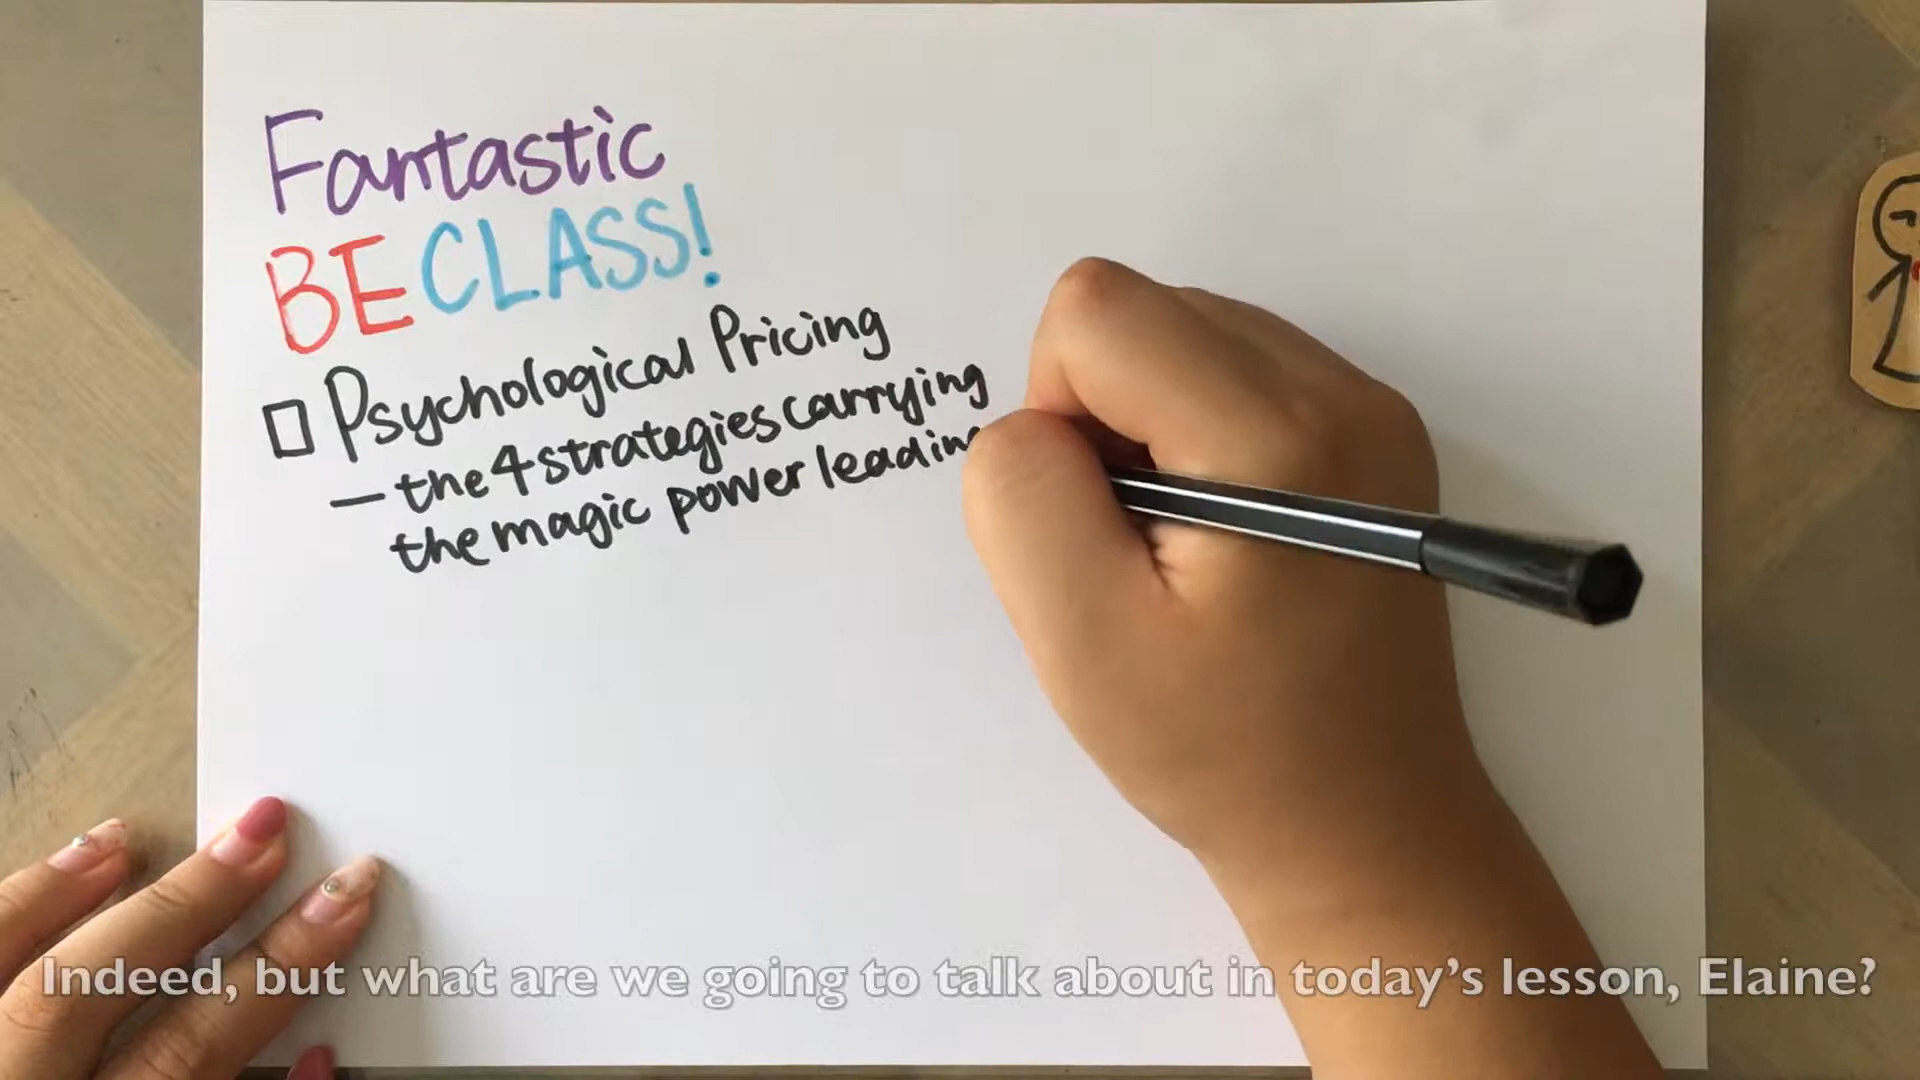 Fantastic
BE CLASS!
Psychological Pricing
— the 4 strategies carrying
the magic power leading
Indeed, but what are we going to talk about in today's lesson, Elaine?